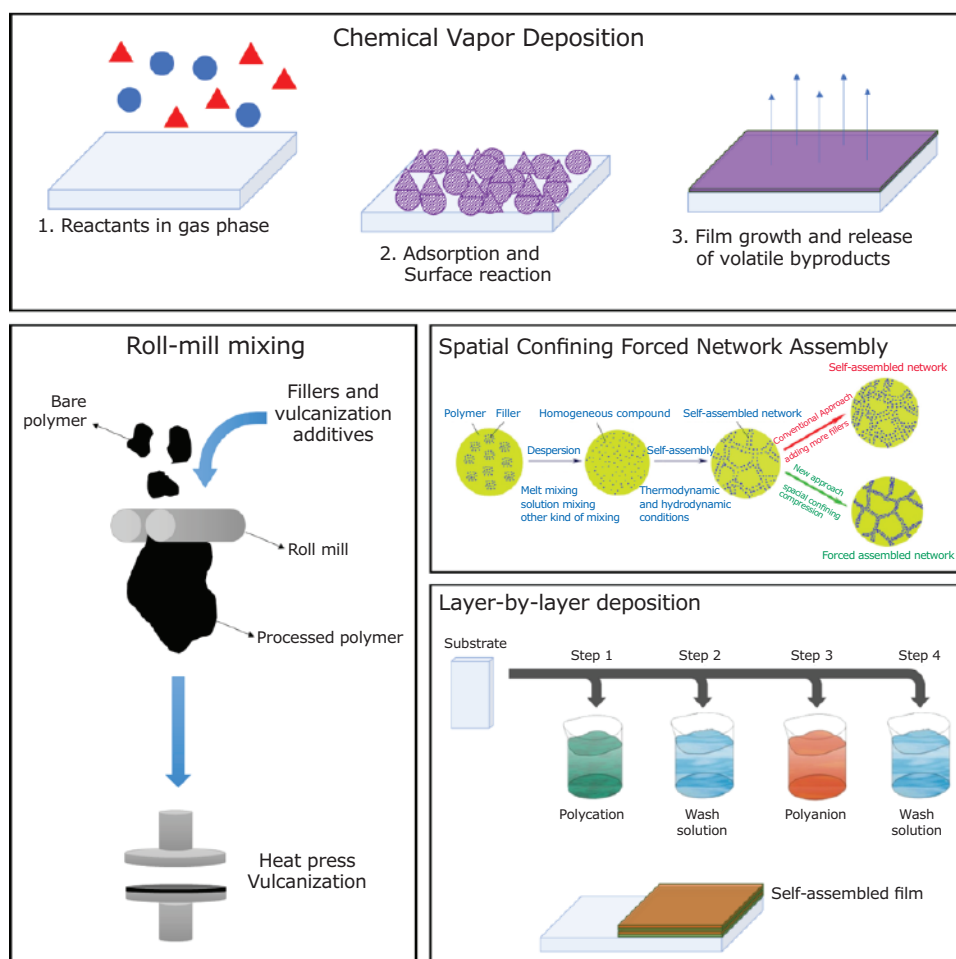 Chemical Vapor Deposition
1. Reactants in gas phase
2. Adsorption and
Surface reaction
3. Film growth and release
of volatile byproducts
Roll-mill mixing
Bare
polymer
Fillers and
vulcanization
additives
Roll mill
Processed polymer
Heat press
Vulcanization
Spatial Confining Forced Network Assembly
Polymer
Filler
Despersion
Melt mixing
solution mixing
other kind of mixing
Homogeneous compound
Self-assembly
Thermodynamic
and hydrodynamic
conditions
Self-assembled network
Conventional Approach
adding more fillers
Self-assembled network
New approach
spacial confining
compression
Forced assembled network
Layer-by-layer deposition
Substrate
Step 1
Step 2
Step 3
Step 4
Polycation
Wash
solution
Polyanion
Wash
solution
Self-assembled film